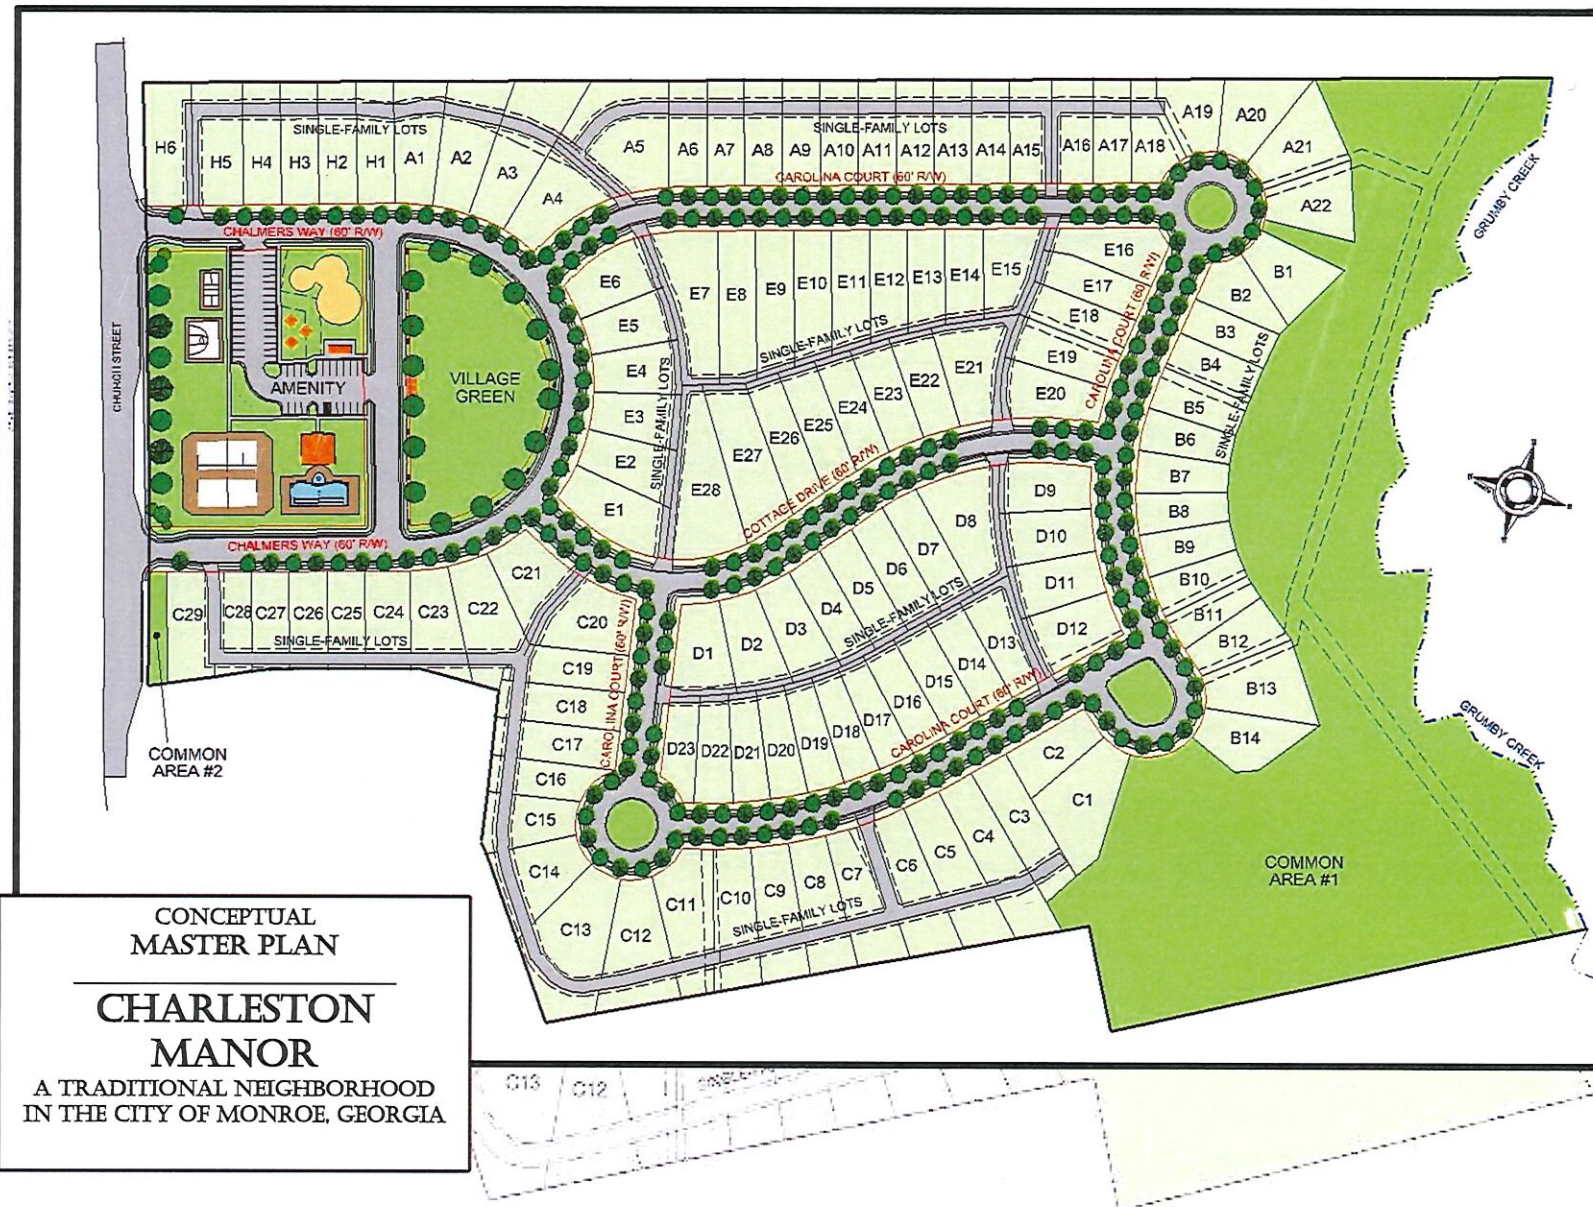 SINGLE-FAMILY LOTS
SINGLE-FAMILY LOTS
H6
H5
H4
H3
H2
H1
A1
A2
A3
A4
A5
A6
A7
A8
A9
A10
A11
A12
A13
A14
A15
A16
A17
A18
A19
A20
A21
A22
CAROLINA COURT (60' R/W)
CHALMERS WAY (60' R/W)
GRUMBY CREEK
CHURCH STREET
AMENITY
VILLAGE
GREEN
E6
E5
E4
E3
E2
E1
SINGLE-FAMILY LOTS
SINGLE-FAMILY LOTS
E7
E8
E9
E10
E11
E12
E13
E14
E15
E16
E17
E18
E19
E20
SINGLE-FAMILY LOTS
E21
E22
E23
E24
E25
E26
E27
E28
CAROLINA COURT (60' R/W)
CAROLINA COURT (60' R/W)
B1
B2
B3
B4
B5
B6
B7
B8
B9
B10
B11
B12
B13
B14
SINGLE-FAMILY LOTS
SINGLE-FAMILY LOTS
COTTAGE DRIVE (60' R/W)
CHALMERS WAY (60' R/W)
C29
C28
C27
C26
C25
C24
C23
C22
C21
C20
C19
C18
C17
C16
C15
C14
C13
C12
C11
C10
C9
C8
C7
C6
C5
C4
C3
C2
C1
SINGLE-FAMILY LOTS
CAROLINA COURT (60' R/W)
D1
D2
D3
D4
D5
D6
D7
D8
D9
D10
D11
D12
D13
D14
D15
D16
D17
D18
D19
D20
D21
D22
D23
SINGLE-FAMILY LOTS
CAROLINA COURT (60' R/W)
SINGLE-FAMILY LOTS
GRUMBY CREEK
COMMON
AREA #2
COMMON
AREA #1
CONCEPTUAL
MASTER PLAN
CHARLESTON
MANOR
A TRADITIONAL NEIGHBORHOOD
IN THE CITY OF MONROE, GEORGIA
C13
C12